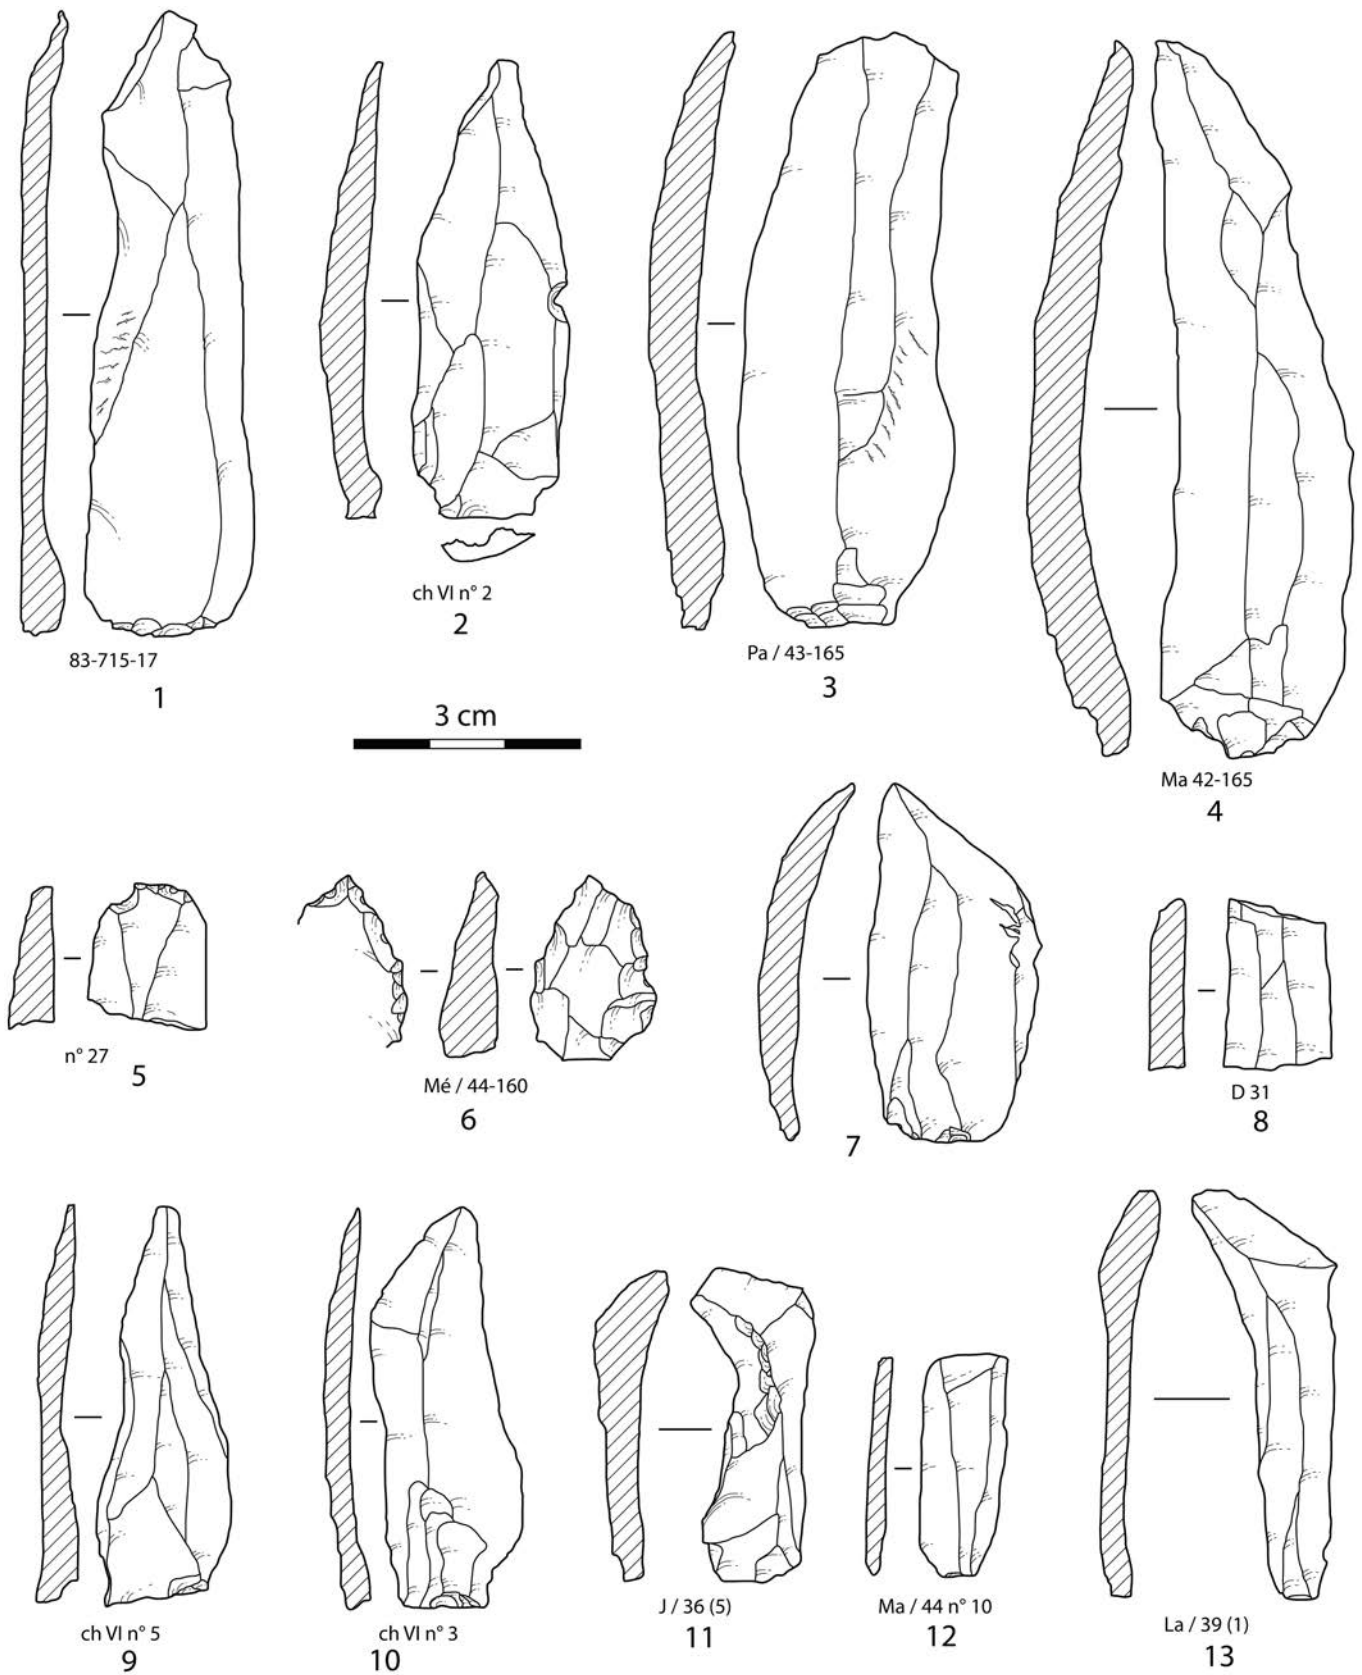 83-715-17
1
ch VI n° 2
2
Pa / 43-165
3
3 cm
Ma 42-165
4
n° 27
5
Mé / 44-160
6
7
D 31
8
ch VI n° 5
9
ch VI n° 3
10
J / 36 (5)
11
Ma / 44 n° 10
12
La / 39 (1)
13